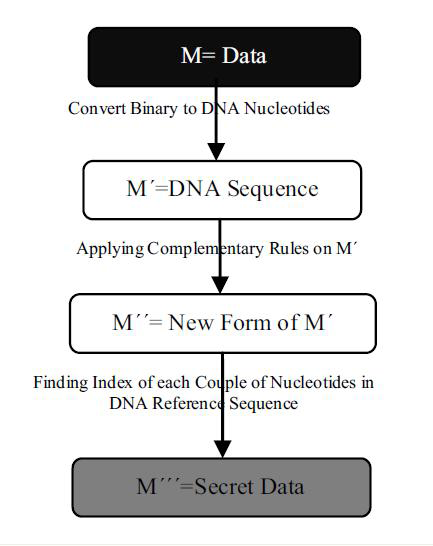 M= Data
Convert Binary to DNA Nucleotides
M´=DNA Sequence
Applying Complementary Rules on M´
M´´= New Form of M´
Finding Index of each Couple of Nucleotides in
DNA Reference Sequence
M´´´=Secret Data